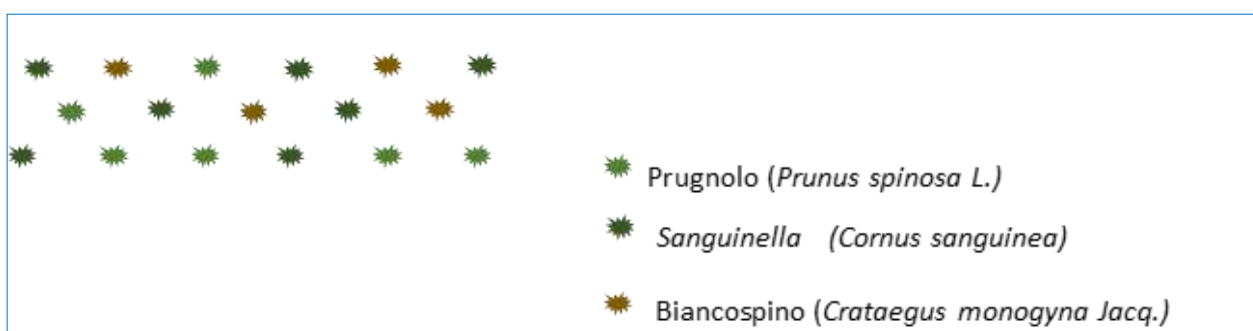 Prugnolo (Prunus spinosa L.)
Sanguinella (Cornus sanguinea)
Biancospino (Crataegus monogyna Jacq.)